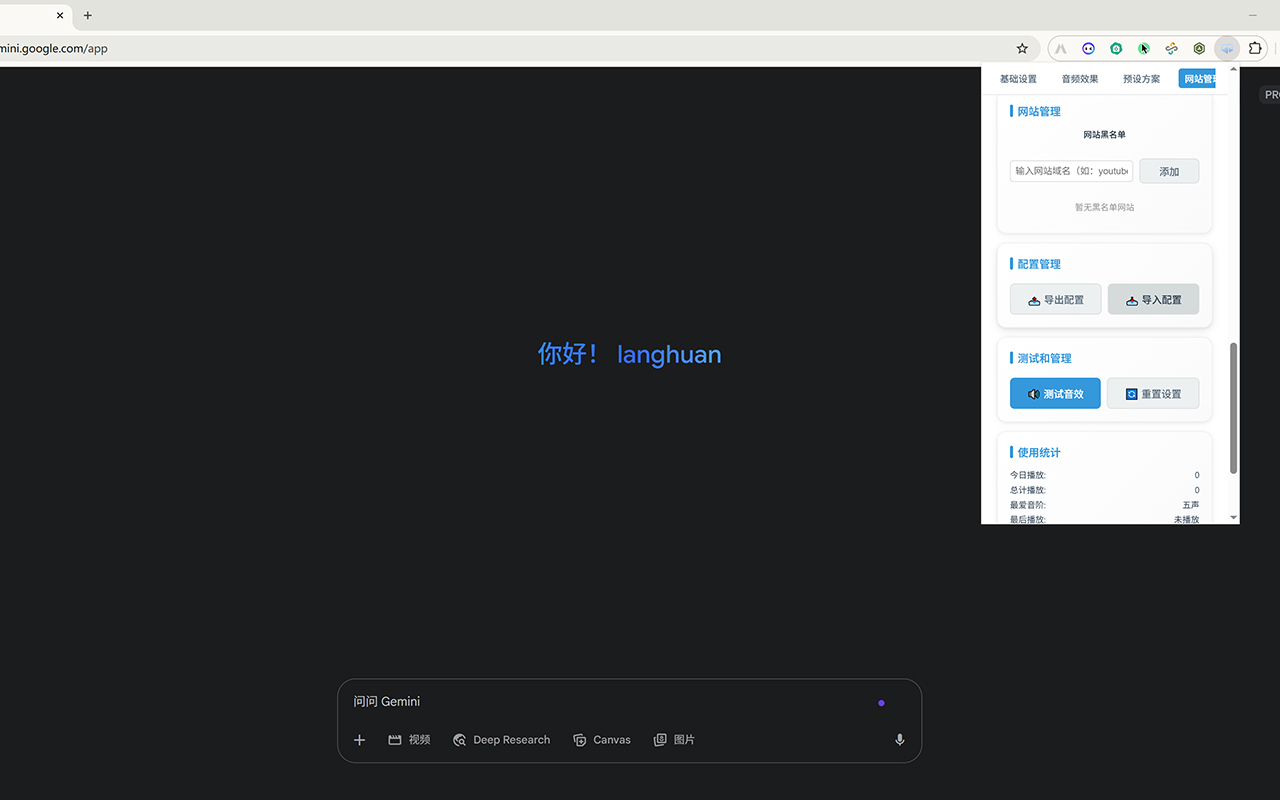 mini.google.com/app
基础设置
音频效果
预设方案
网站管理
PRO
网站管理
网站黑名单
输入网站域名（如：youtube
添加
暂无黑名单网站
配置管理
导出配置
导入配置
测试和管理
测试音效
重置设置
使用统计
今日播放: 0
总计播放: 0
最爱音阶: 五声
最后播放: 未播放
你好！ langhuan
问问 Gemini
视频
Deep Research
Canvas
图片